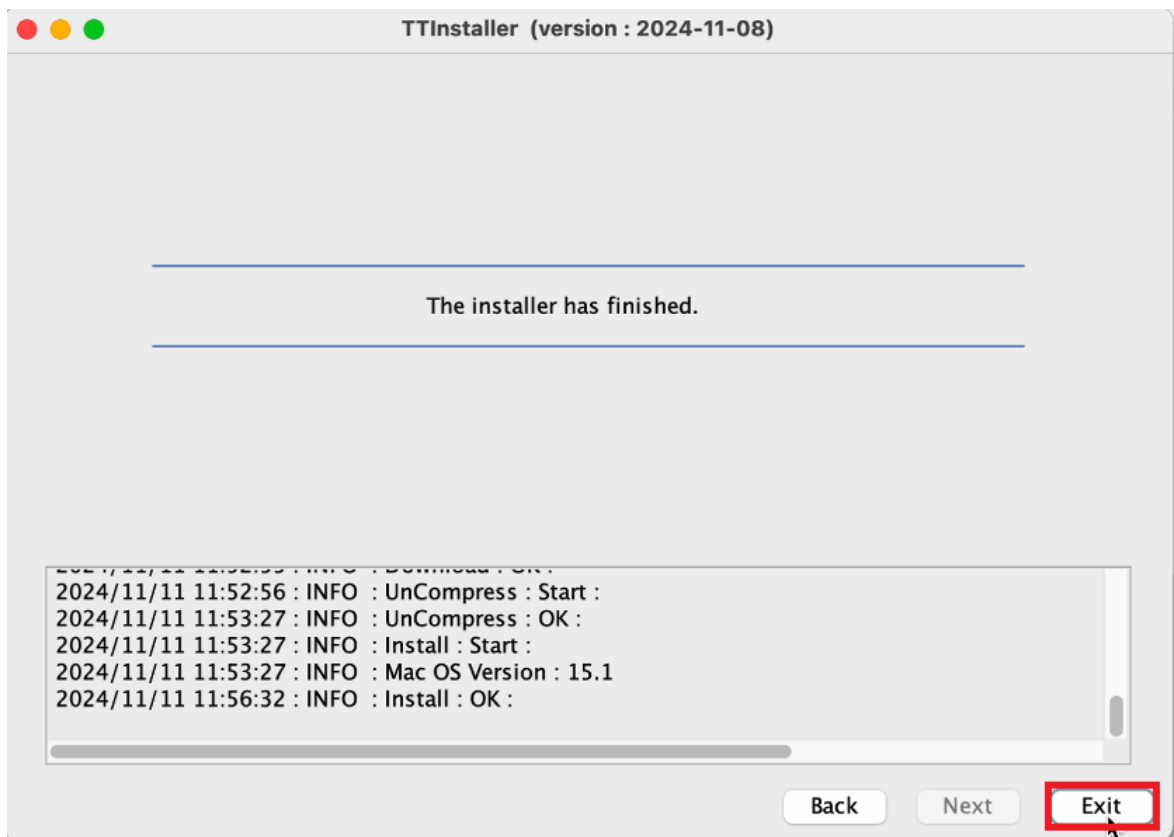 TTInstaller (version : 2024-11-08)
The installer has finished.
2024/11/11 11:52:56 : INFO : UnCompress : Start :
2024/11/11 11:53:27 : INFO : UnCompress : OK :
2024/11/11 11:53:27 : INFO : Install : Start :
2024/11/11 11:53:27 : INFO : Mac OS Version : 15.1
2024/11/11 11:56:32 : INFO : Install : OK :
Back Next Exit